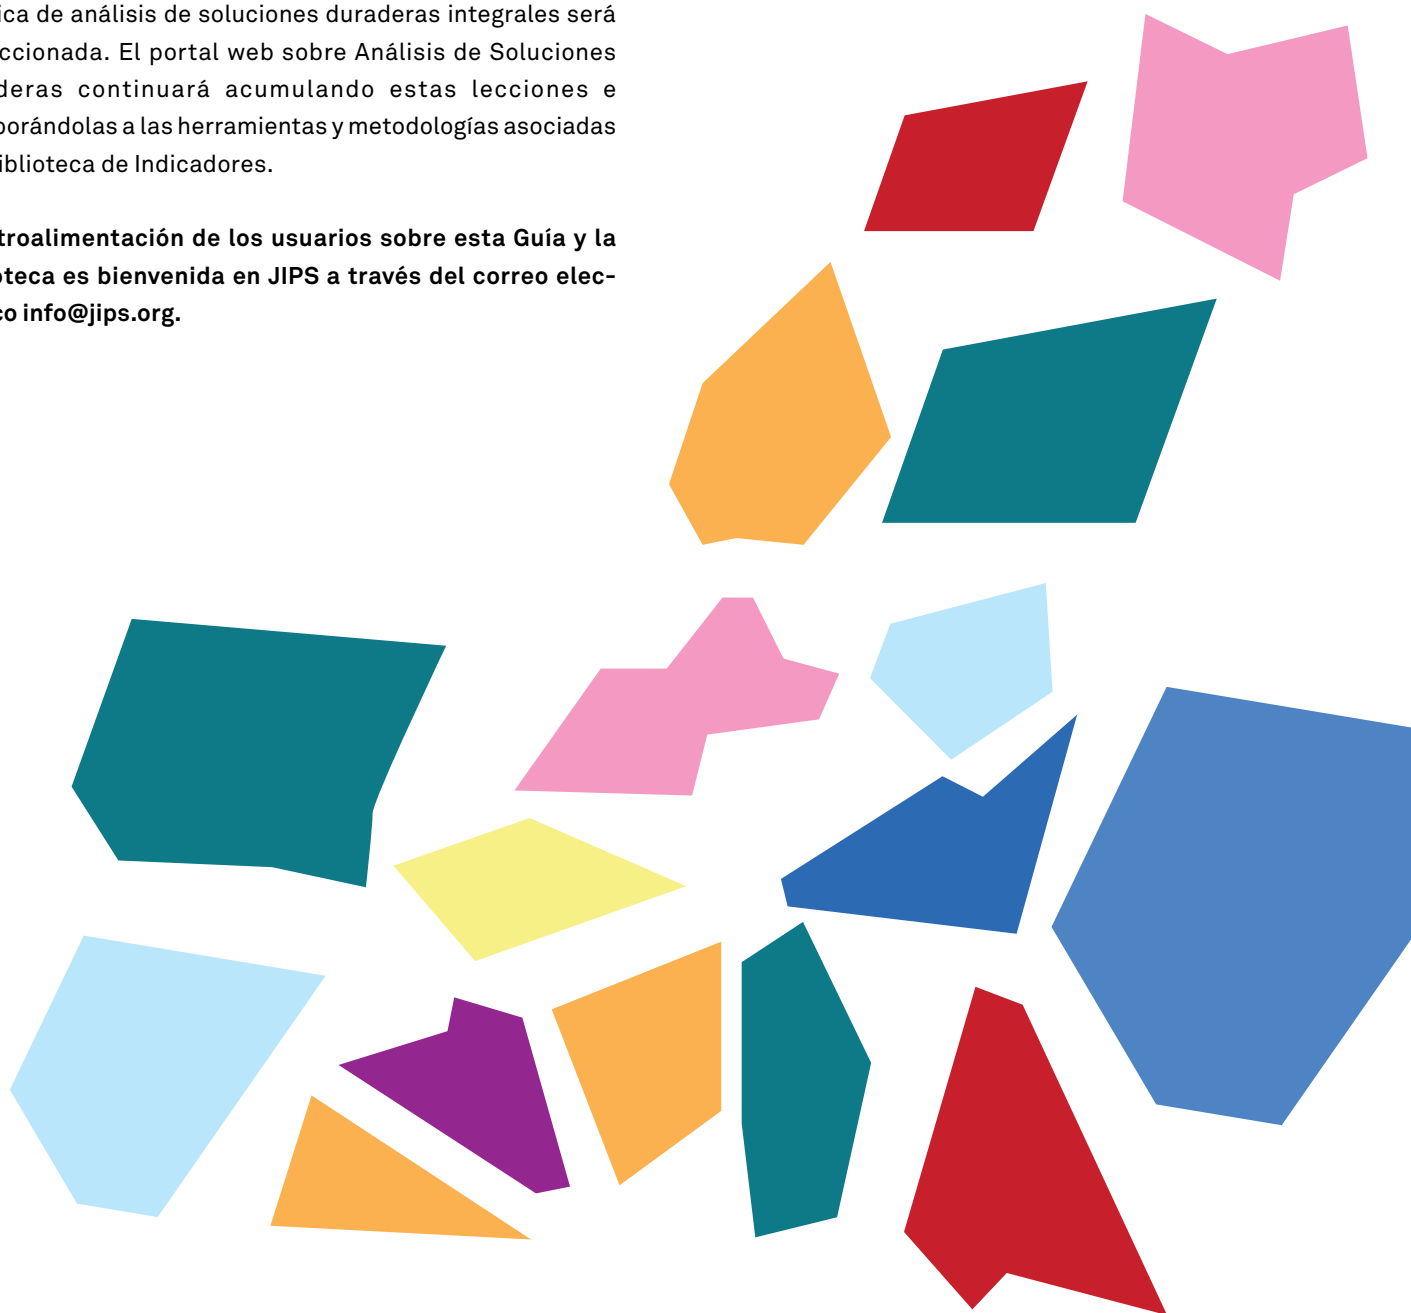 ica de análisis de soluciones duraderas integrales será
ccionada. El portal web sobre Análisis de Soluciones
deras continuará acumulando estas lecciones e
porándolas a las herramientas y metodologías asociadas
iblioteca de Indicadores.
troalimentación de los usuarios sobre esta Guía y la
oteca es bienvenida en JIPS a través del correo elec-
co info@jips.org.